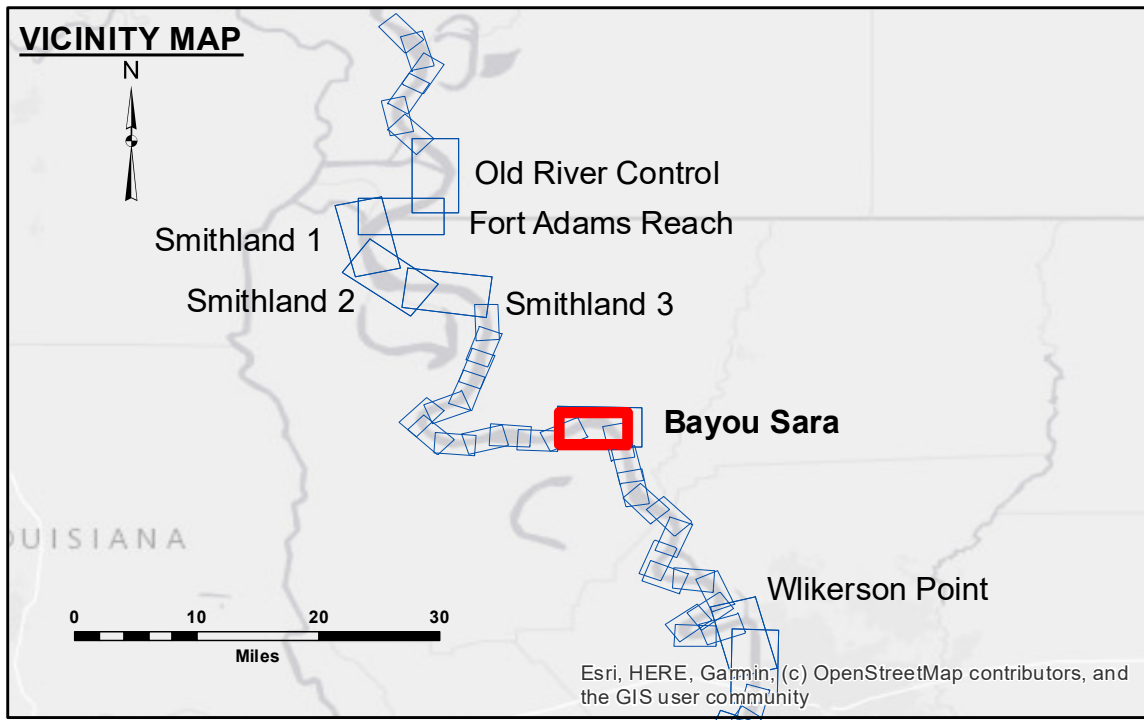 VICINITY MAP
N
Old River Control
Fort Adams Reach
Smithland 1
Smithland 2
Smithland 3
Bayou Sara
OUISIANA
Wlikerson Point
0 10 20 30
Miles
Esri, HERE, Garmin, (c) OpenStreetMap contributors, and
the GIS user community